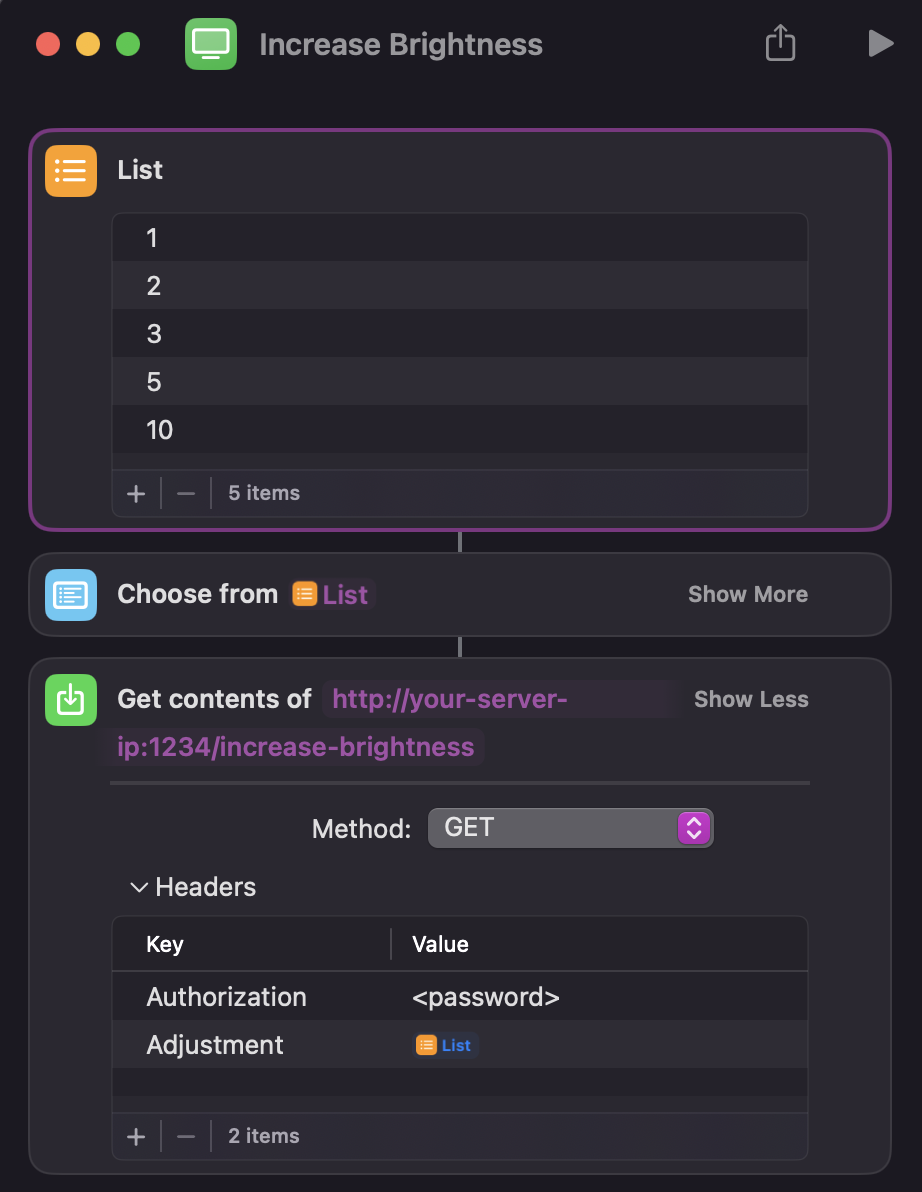 Increase Brightness
List
1
2
3
5
10
5 items
Choose from List
Show More
Get contents of http://your-server-
Show Less
ip:1234/increase-brightness
Method: GET
Headers
Key Value
Authorization <password>
Adjustment List
2 items